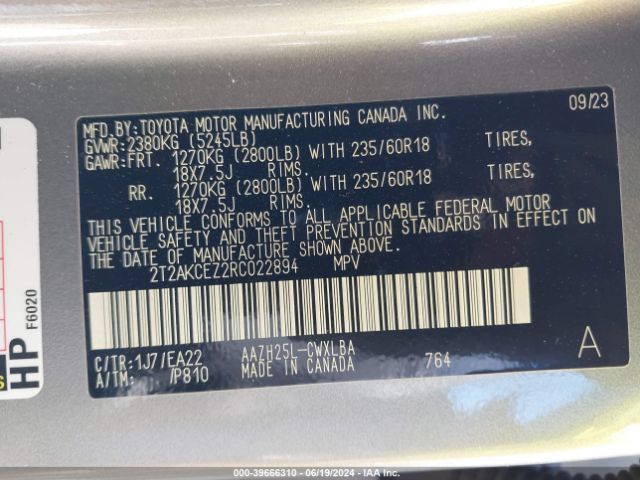 09/23
MFD.BY:TOYOTA MOTOR MANUFACTURING CANADA INC.
GVWR:2380KG (5245LB)
GAWR:FRT. 1270KG (2800LB) WITH 235/60R18 TIRES,
18X7.5J RIMS.
RR. 1270KG (2800LB) WITH 235/60R18 TIRES,
18X7.5J RIMS.
THIS VEHICLE CONFORMS TO ALL APPLICABLE FEDERAL MOTOR
VEHICLE SAFETY AND THEFT PREVENTION STANDARDS IN EFFECT ON
THE DATE OF MANUFACTURE SHOWN ABOVE.
2T2AKCEZ2RC022894 MPV
C/TR:1J7/EA22 AAZH25L-CWXLBA 764 A
A/TM: /P810 MADE IN CANADA
HP
F6020
000-39666310 - 06/19/2024 - IAA Inc.